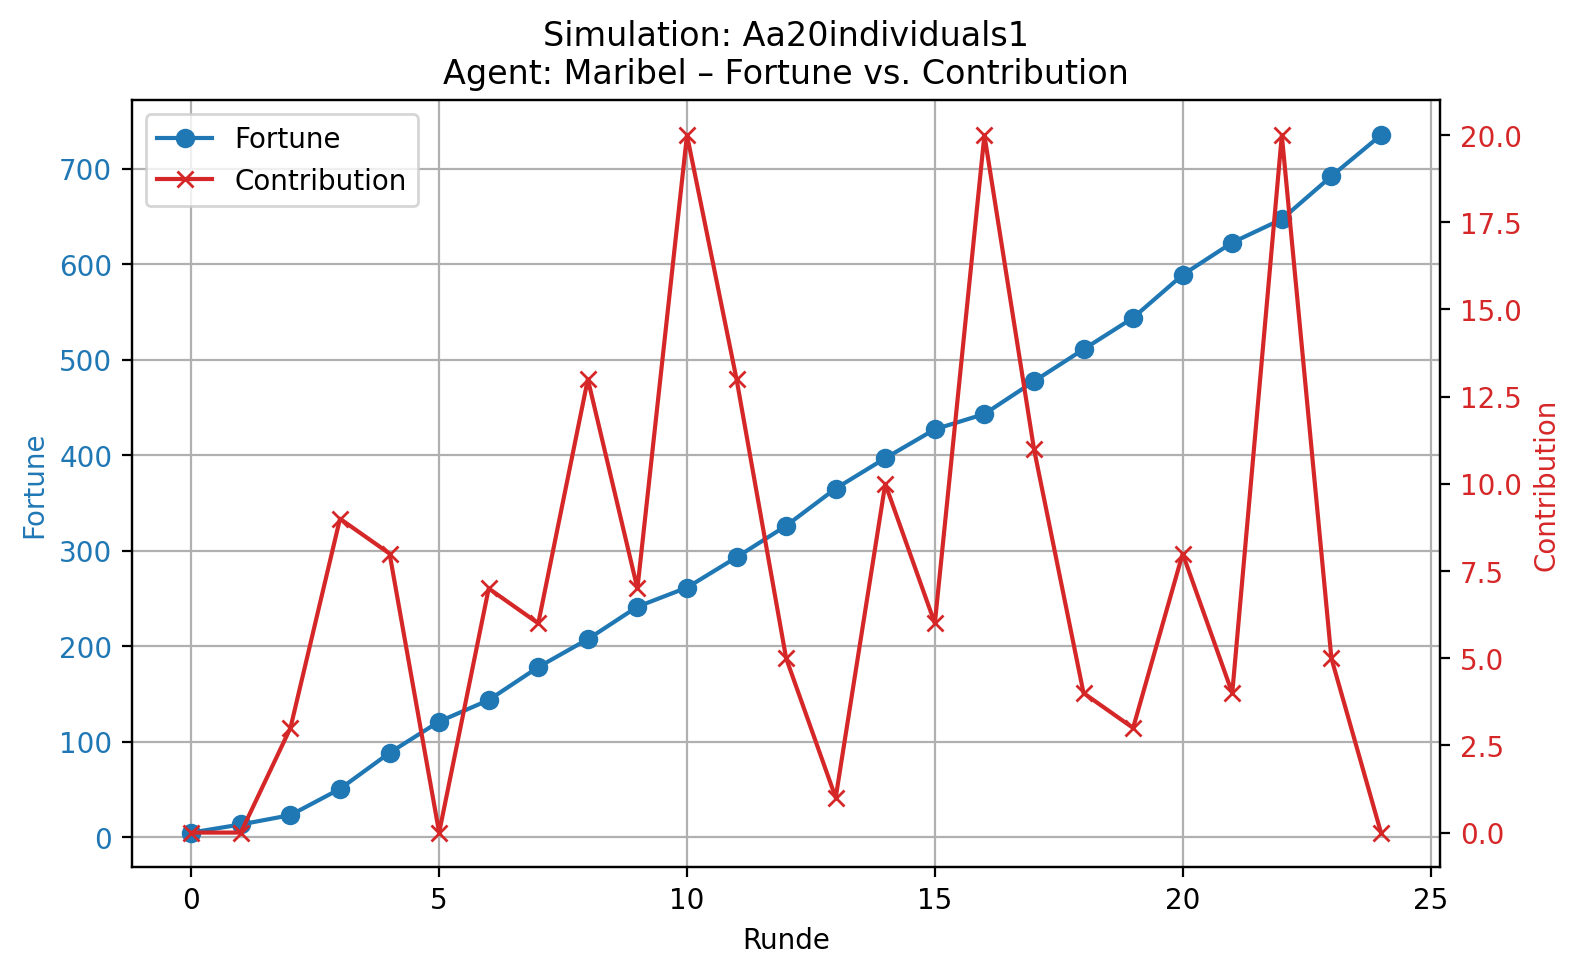 Simulation: Aa20individuals1
Agent: Maribel – Fortune vs. Contribution
Fortune
Contribution
700
600
500
400
300
200
100
0
Fortune
20.0
17.5
15.0
12.5
10.0
7.5
5.0
2.5
0.0
Contribution
0 5 10 15 20 25
Runde